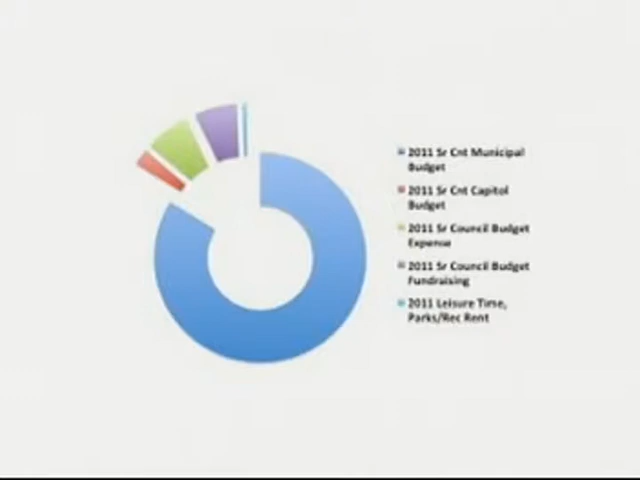 2011 Sr Cnt Municipal
Budget
2011 Sr Cnt Capitol
Budget
2011 Sr Council Budget
Expense
2011 Sr Council Budget
Fundraising
2011 Leisure Time,
Parks/Rec Rent